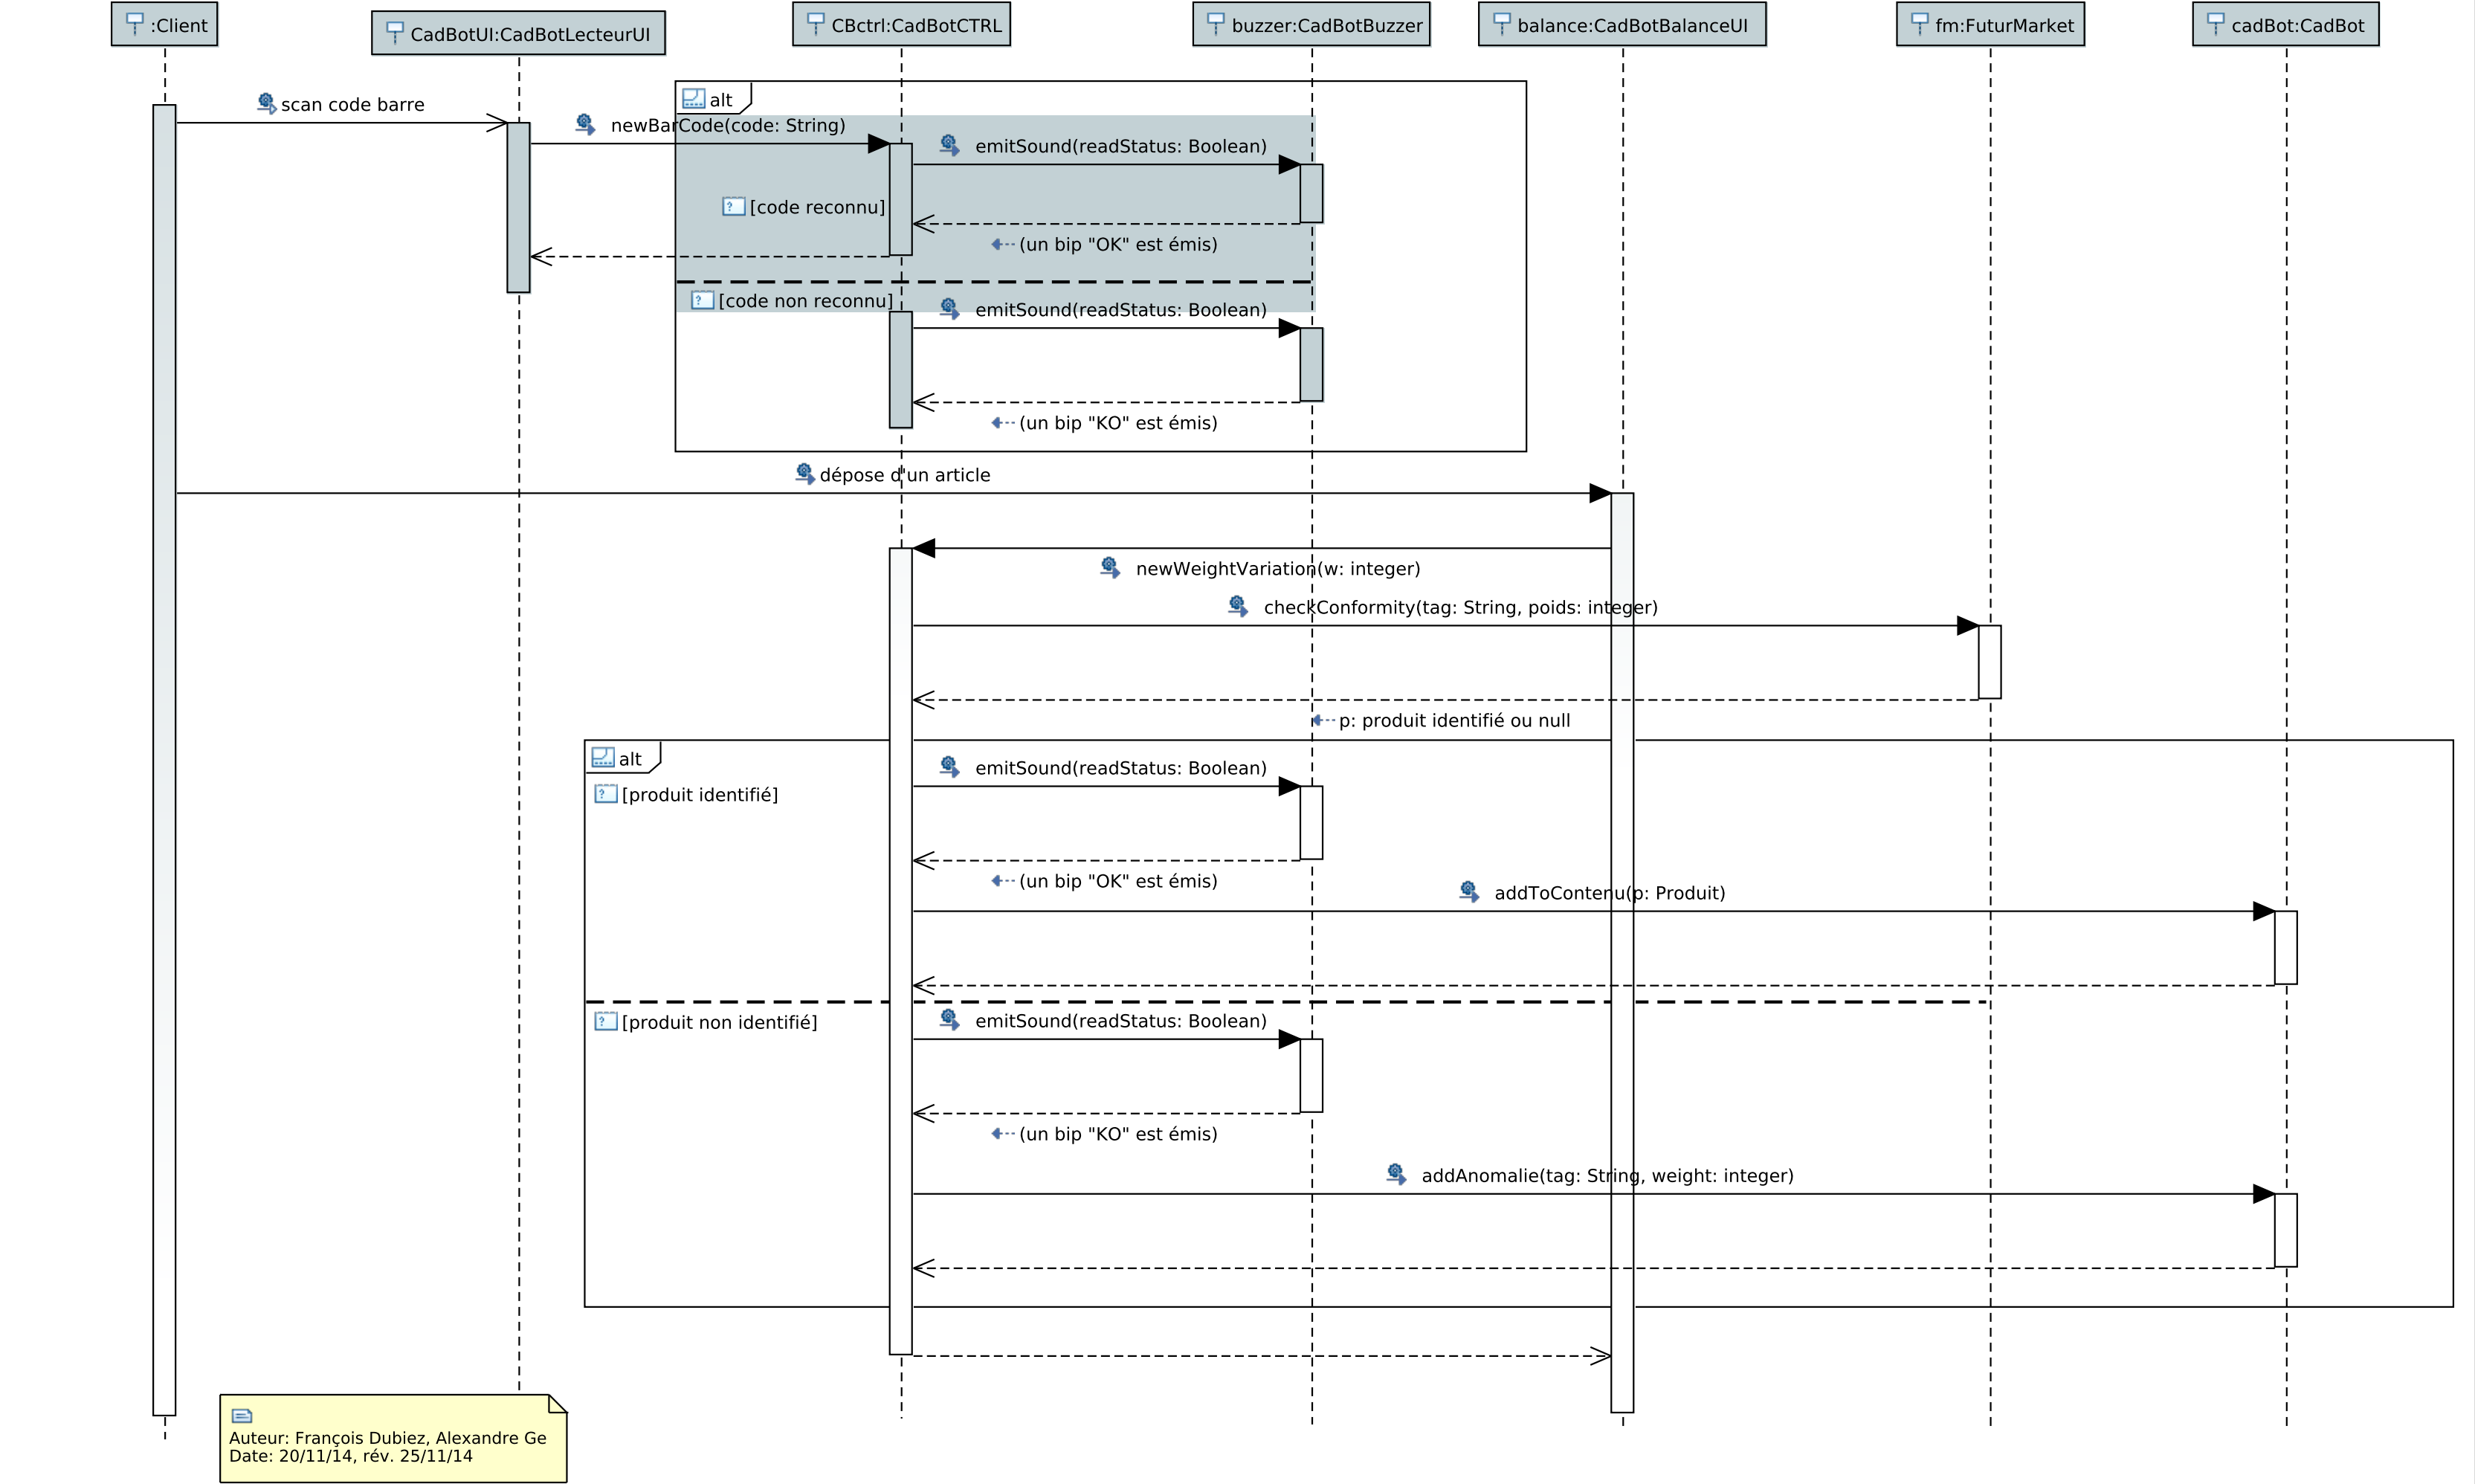 :Client
CadBotUI:CadBotLecteurUI
CBctrl:CadBotCTRL
buzzer:CadBotBuzzer
balance:CadBotBalanceUI
fm:FuturMarket
cadBot:CadBot
alt
scan code barre
newBarCode(code: String)
emitSound(readStatus: Boolean)
[code reconnu]
(un bip "OK" est émis)
[code non reconnu]
emitSound(readStatus: Boolean)
(un bip "KO" est émis)
dépose d'un article
newWeightVariation(w: integer)
checkConformity(tag: String, poids: integer)
p: produit identifié ou null
alt
emitSound(readStatus: Boolean)
[produit identifié]
(un bip "OK" est émis)
addToContenu(p: Produit)
[produit non identifié]
emitSound(readStatus: Boolean)
(un bip "KO" est émis)
addAnomalie(tag: String, weight: integer)
Auteur: François Dubiez, Alexandre Ge
Date: 20/11/14, rév. 25/11/14